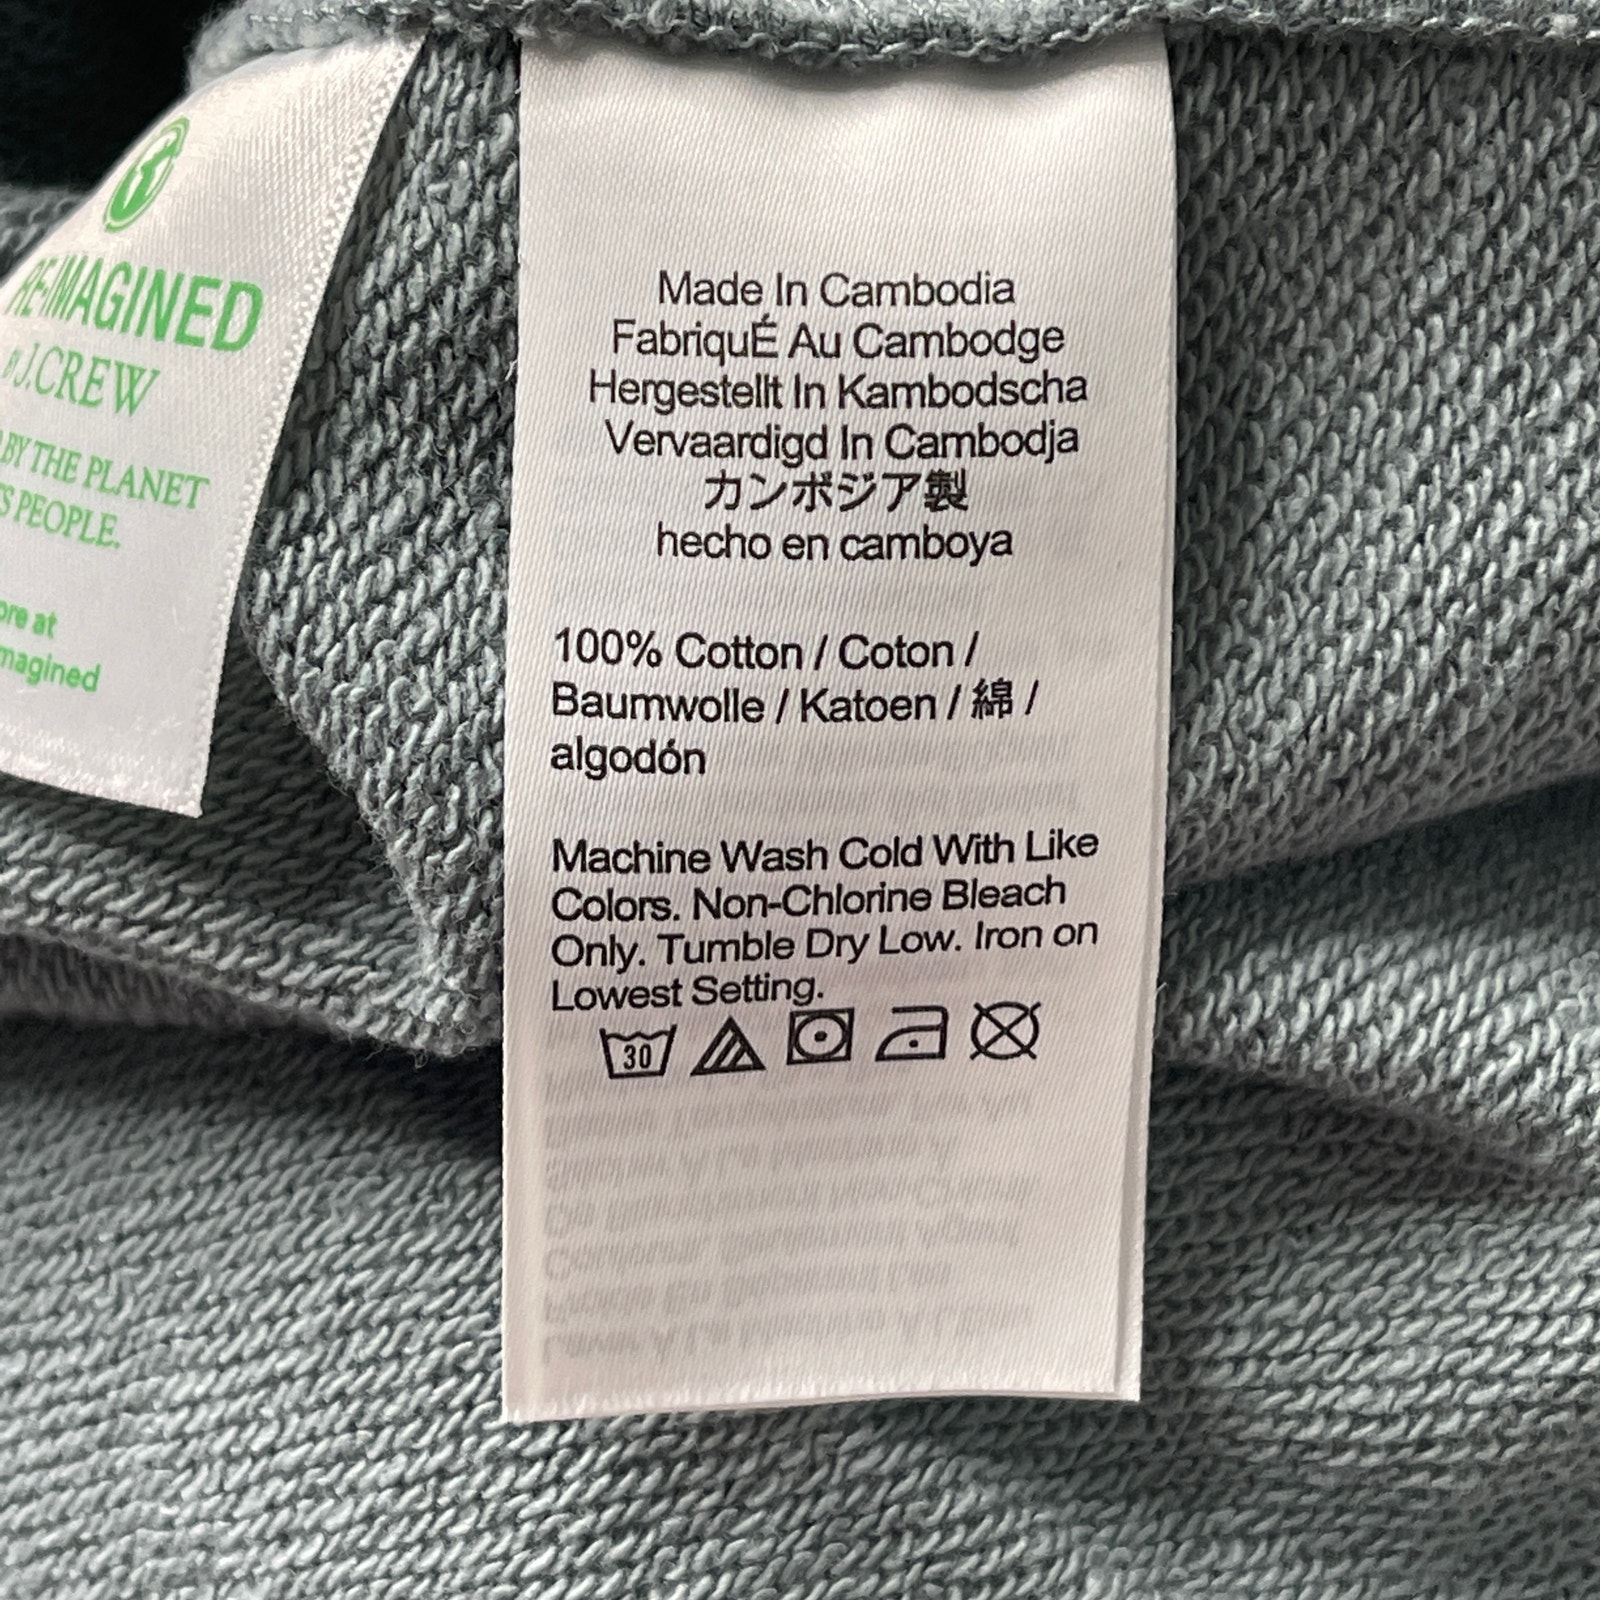 RE-IMAGINED
BY J.CREW
BY THE PLANET
PEOPLE.
at
Made In Cambodia
FabriquÉ Au Cambodge
Hergestellt In Kambodscha
Vervaardigd In Cambodja
カンボジア製
hecho en camboya
100% Cotton / Coton /
Baumwolle / Katoen / 綿 /
algodón
Machine Wash Cold With Like
Colors. Non-Chlorine Bleach
Only. Tumble Dry Low. Iron on
Lowest Setting.
30